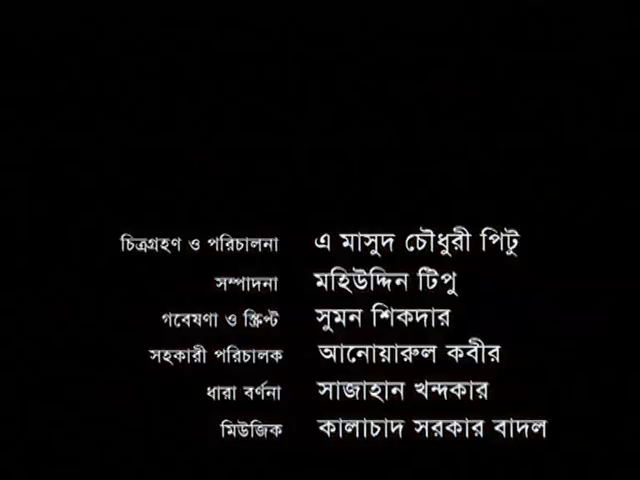 চিত্রগ্রহণ ও পরিচালনা এ মাসুদ চৌধুরী পিটু
সম্পাদনা মহিউদ্দিন টিপু
গবেষণা ও স্ক্রিপ্ট সুমন শিকদার
সহকারী পরিচালক আনোয়ারুল কবীর
ধারা বর্ণনা সাজাহান খন্দকার
মিউজিক কালাচাদ সরকার বাদল